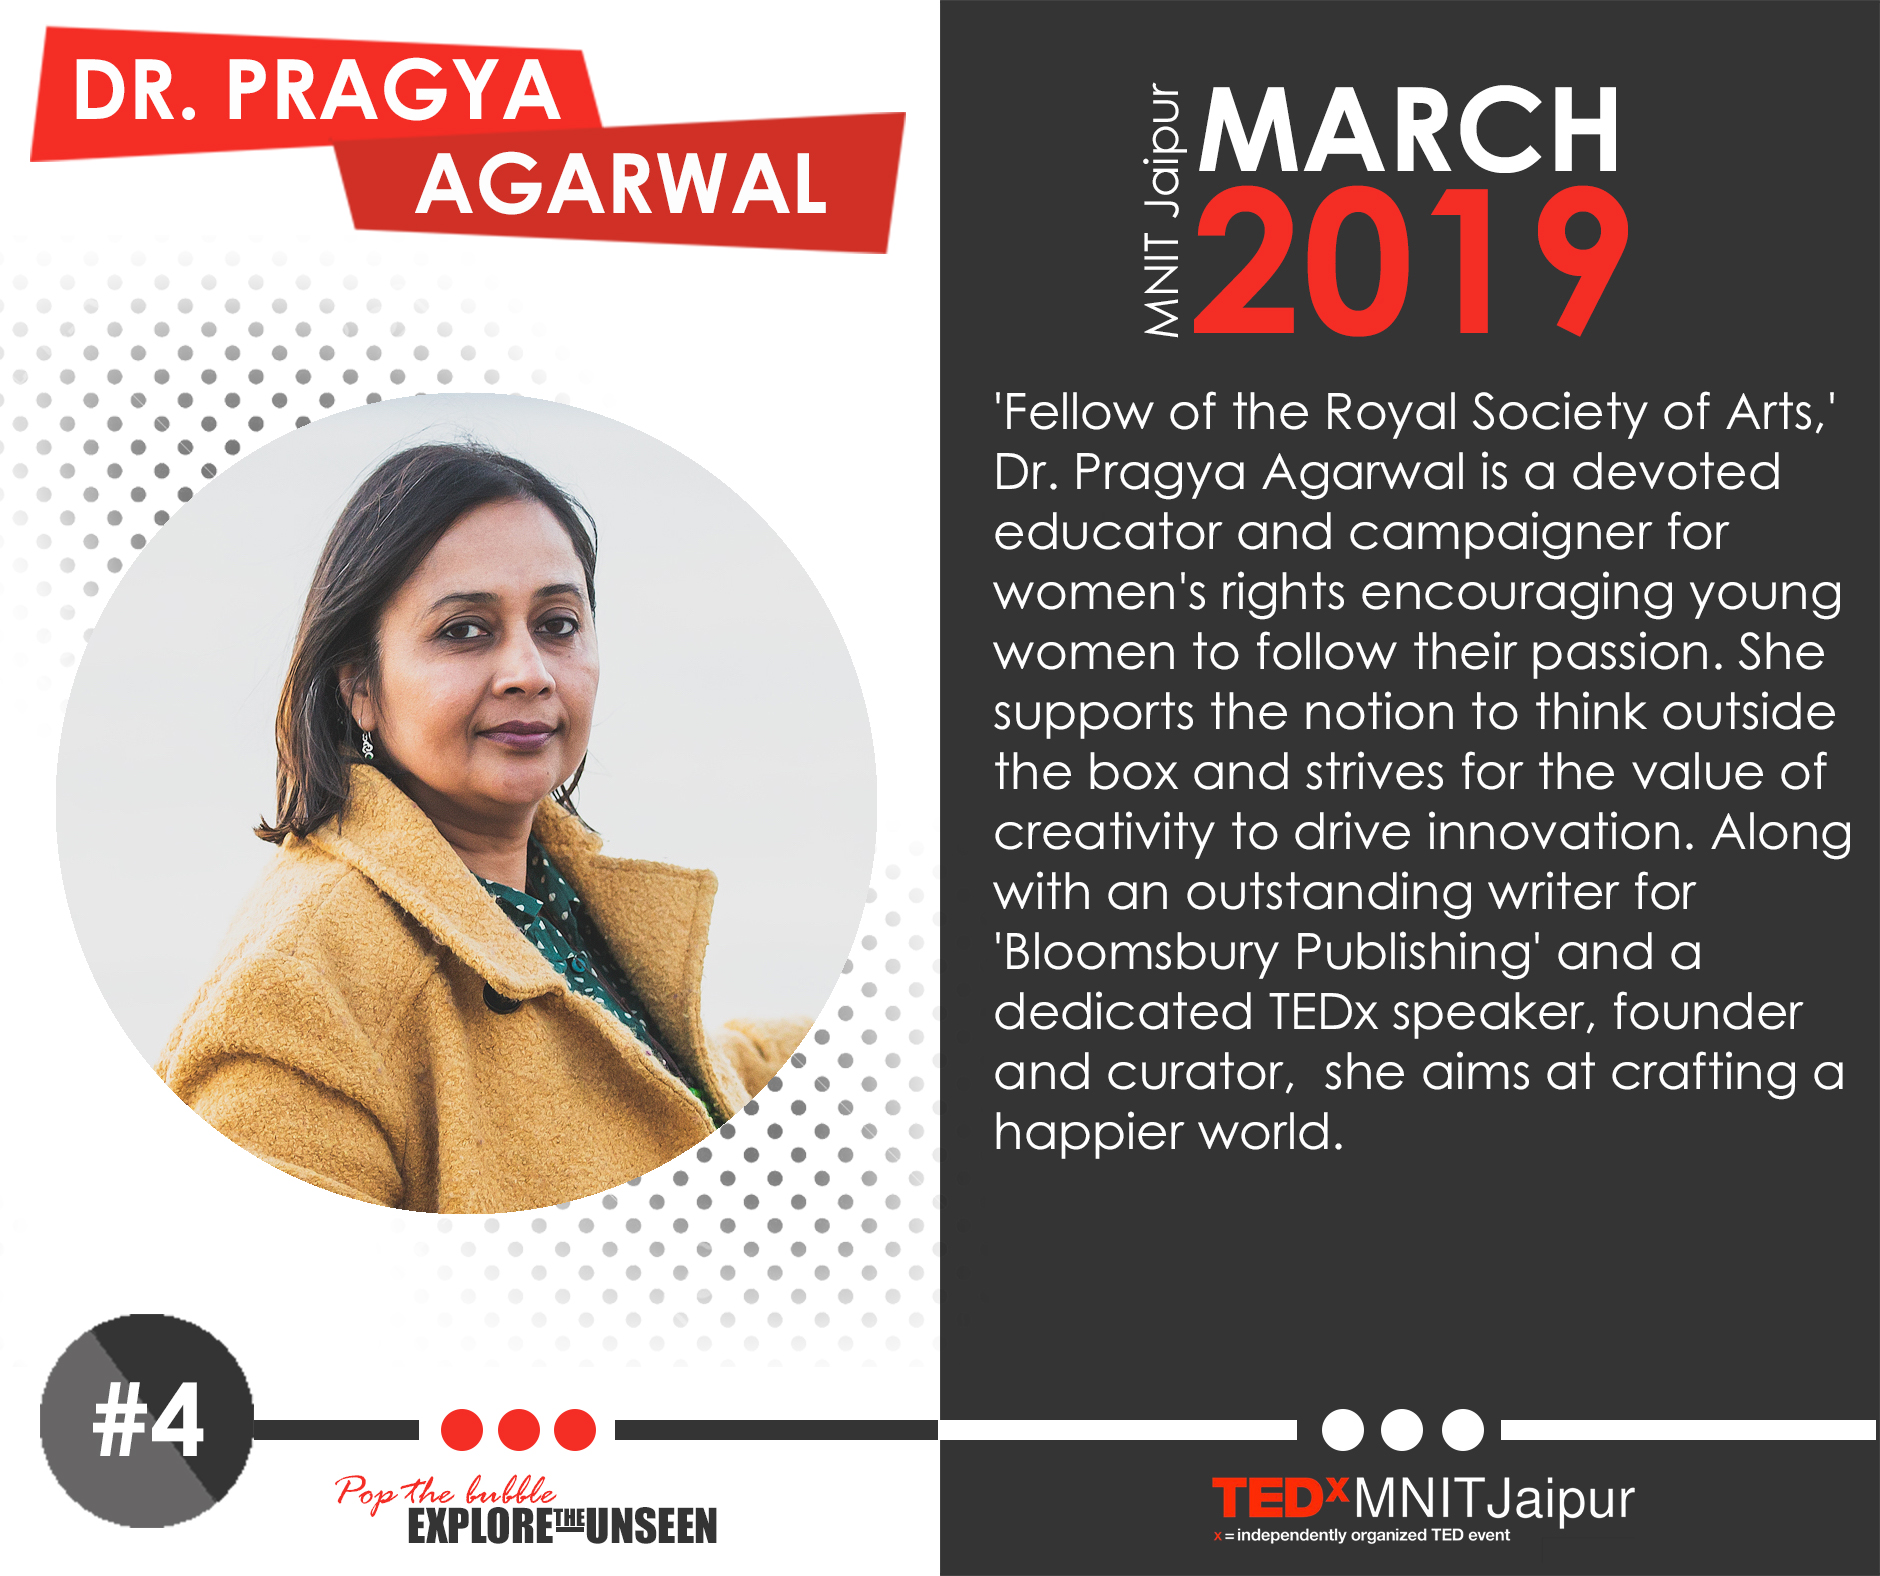 DR. PRAGYA
AGARWAL
#4
Pop the bubble
EXPLORE THE UNSEEN
MNIT Jaipur
MARCH
2019
'Fellow of the Royal Society of Arts,'
Dr. Pragya Agarwal is a devoted
educator and campaigner for
women's rights encouraging young
women to follow their passion. She
supports the notion to think outside
the box and strives for the value of
creativity to drive innovation. Along
with an outstanding writer for
'Bloomsbury Publishing' and a
dedicated TEDx speaker, founder
and curator,  she aims at crafting a
happier world.
TEDxMNITJaipur
x = independently organized TED event